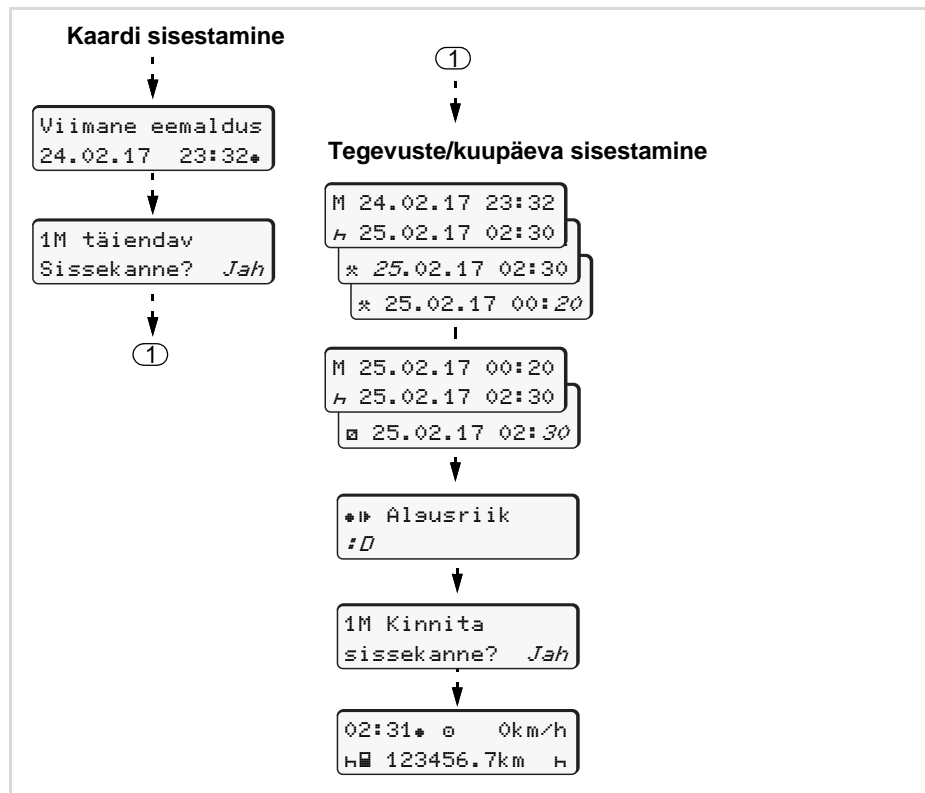 Kaardi sisestamine
Viimane eemaldus
24.02.17 23:32
1M täiendav
Sissekanne? Jah
1
1
Tegevuste/kuupäeva sisestamine
M 24.02.17 23:32
25.02.17 02:30
25.02.17 02:30
25.02.17 00:20
M 25.02.17 00:20
25.02.17 02:30
25.02.17 02:30
Algusriik
:D
1M Kinnita
sissekanne? Jah
02:31 0km/h
123456.7km